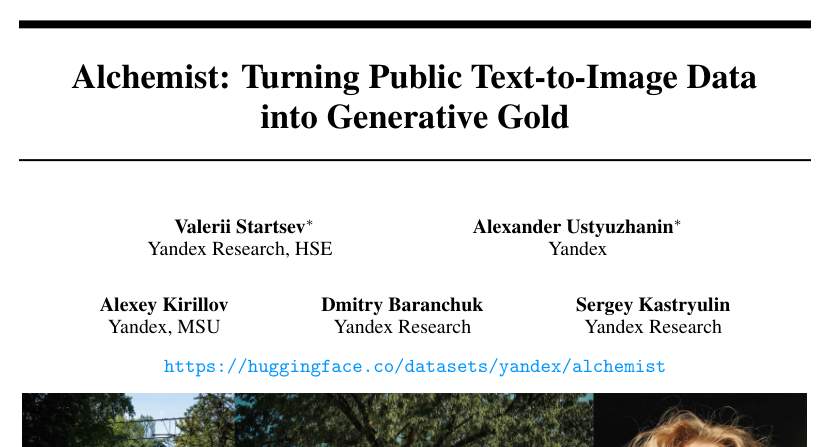 Alchemist: Turning Public Text-to-Image Data
into Generative Gold
Valerii Startsev* Alexander Ustyuzhanin*
Yandex Research, HSE Yandex
Alexey Kirillov Dmitry Baranchuk Sergey Kastryulin
Yandex, MSU Yandex Research Yandex Research
https://huggingface.co/datasets/yandex/alchemist